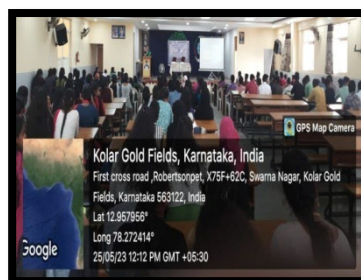 GPS Map Camera
Kolar Gold Fields, Karnataka, India
First cross road ,Robertsonpet, X75F+62C, Swarna Nagar, Kolar Gold
Fields, Karnataka 563122, India
Lat 12.957956°
Long 78.272414°
25/05/23 12:12 PM GMT +05:30
Google